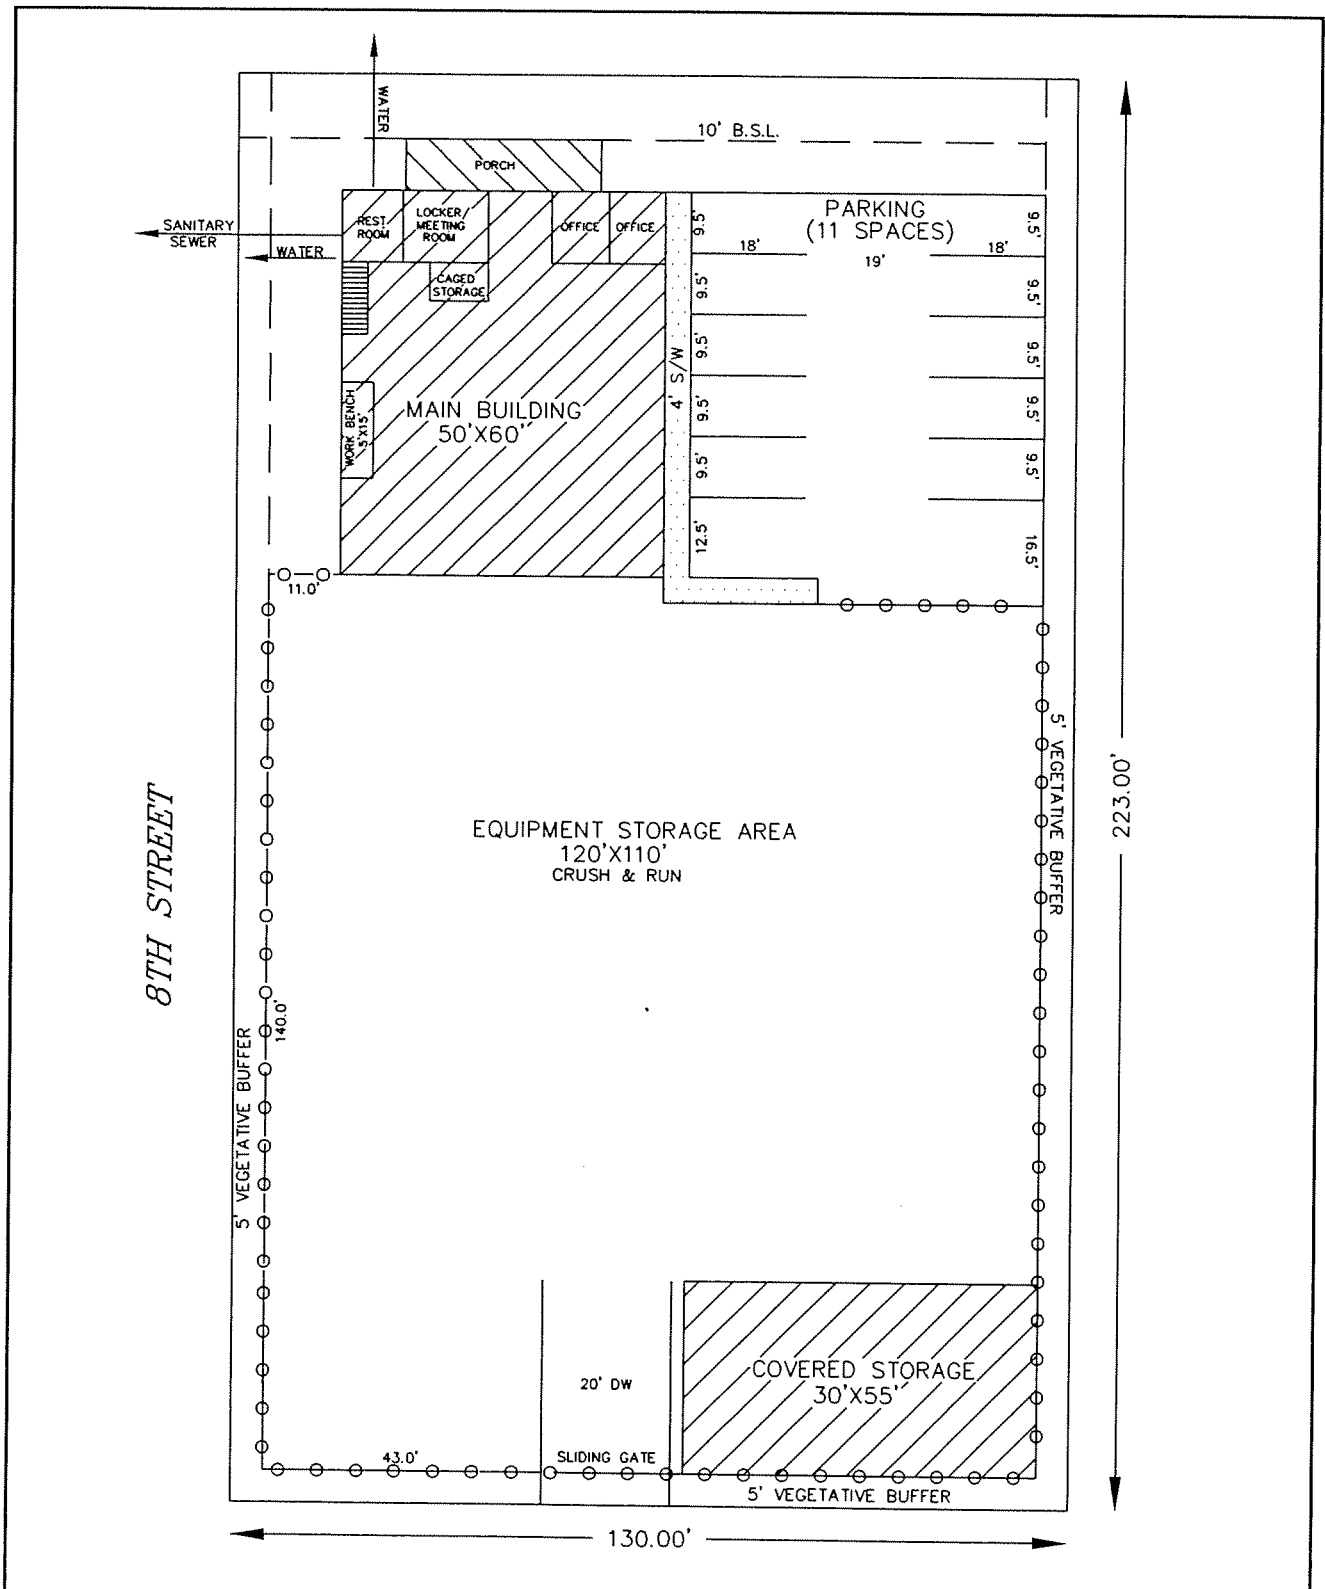 WATER
10' B.S.L.
PORCH
SANITARY
SEWER
WATER
REST
ROOM
LOCKER/
MEETING
ROOM
OFFICE
OFFICE
CAGED
STORAGE
PARKING
(11 SPACES)
18'
19'
18'
9.5'
9.5'
9.5'
9.5'
9.5'
12.5'
9.5'
9.5'
9.5'
9.5'
9.5'
16.5'
4' S/W
WORK BENCH
5'X15'
MAIN BUILDING
50'X60'
11.0'
8TH STREET
EQUIPMENT STORAGE AREA
120'X110'
CRUSH & RUN
5' VEGETATIVE BUFFER
223.00'
140.0'
5' VEGETATIVE BUFFER
20' DW
COVERED STORAGE
30'X55'
43.0'
SLIDING GATE
5' VEGETATIVE BUFFER
130.00'